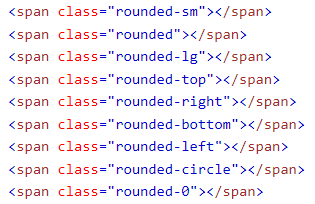 <span class="rounded-sm"></span>
<span class="rounded"></span>
<span class="rounded-lg"></span>
<span class="rounded-top"></span>
<span class="rounded-right"></span>
<span class="rounded-bottom"></span>
<span class="rounded-left"></span>
<span class="rounded-circle"></span>
<span class="rounded-0"></span>